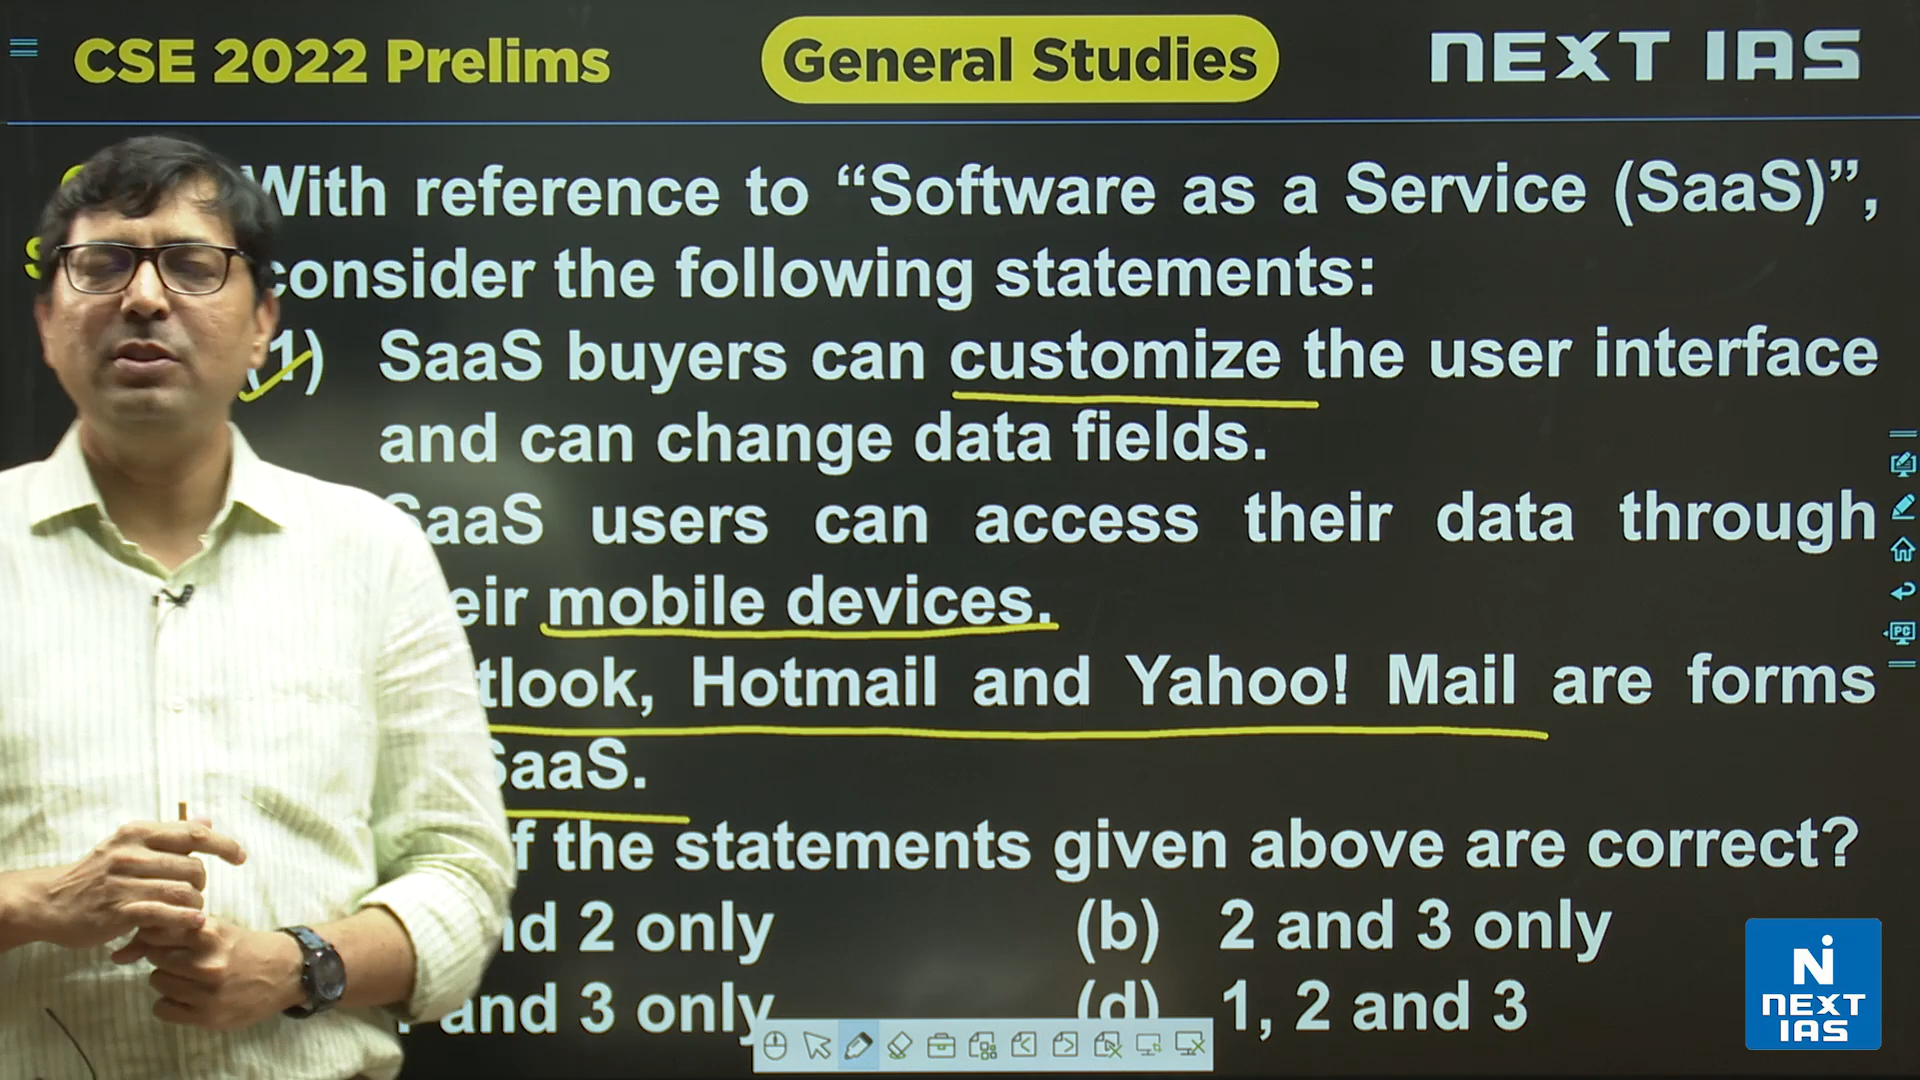 CSE 2022 Prelims
General Studies
NEXT IAS
With reference to “Software as a Service (SaaS)”,
consider the following statements:
(1) SaaS buyers can customize the user interface
and can change data fields.
SaaS users can access their data through
mobile devices.
Hotmail and Yahoo! Mail are forms
SaaS.
the statements given above are correct?
2 only (b) 2 and 3 only
and 3 only (d) 1, 2 and 3
PC
N
NEXT
IAS